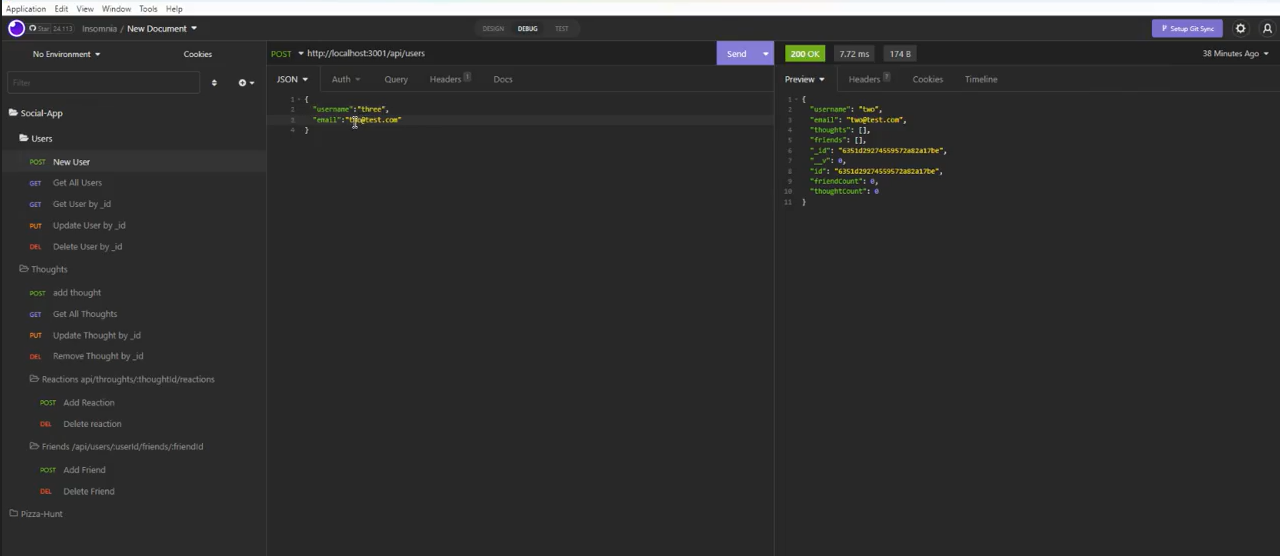 Application Edit View Window Tools Help
Star 24,113 Insomnia / New Document DESIGN DEBUG TEST Setup Git Sync
No Environment Cookies POST http://localhost:3001/api/users Send 200 OK 7.72 ms 174 B 38 Minutes Ago
Filter JSON Auth Query Headers 1 Docs Preview Headers 7 Cookies Timeline
Social-App
Users
POST New User
GET Get All Users
GET Get User by _id
PUT Update User by _id
DEL Delete User by _id
Thoughts
POST add thought
GET Get All Thoughts
PUT Update Thought by _id
DEL Remove Thought by _id
Reactions api/throughts/:thoughtId/reactions
POST Add Reaction
DEL Delete reaction
Friends /api/users/:userId/friends/:friendId
POST Add Friend
DEL Delete Friend
Pizza-Hunt
1 {
2 "username":"three",
3 "email":"two@test.com"
4 }
1 {
2 "username": "two",
3 "email": "two@test.com",
4 "thoughts": [],
5 "friends": [],
6 "_id": "6351d29274559572a82a17be",
7 "__v": 0,
8 "id": "6351d29274559572a82a17be",
9 "friendCount": 0,
10 "thoughtCount": 0
11 }